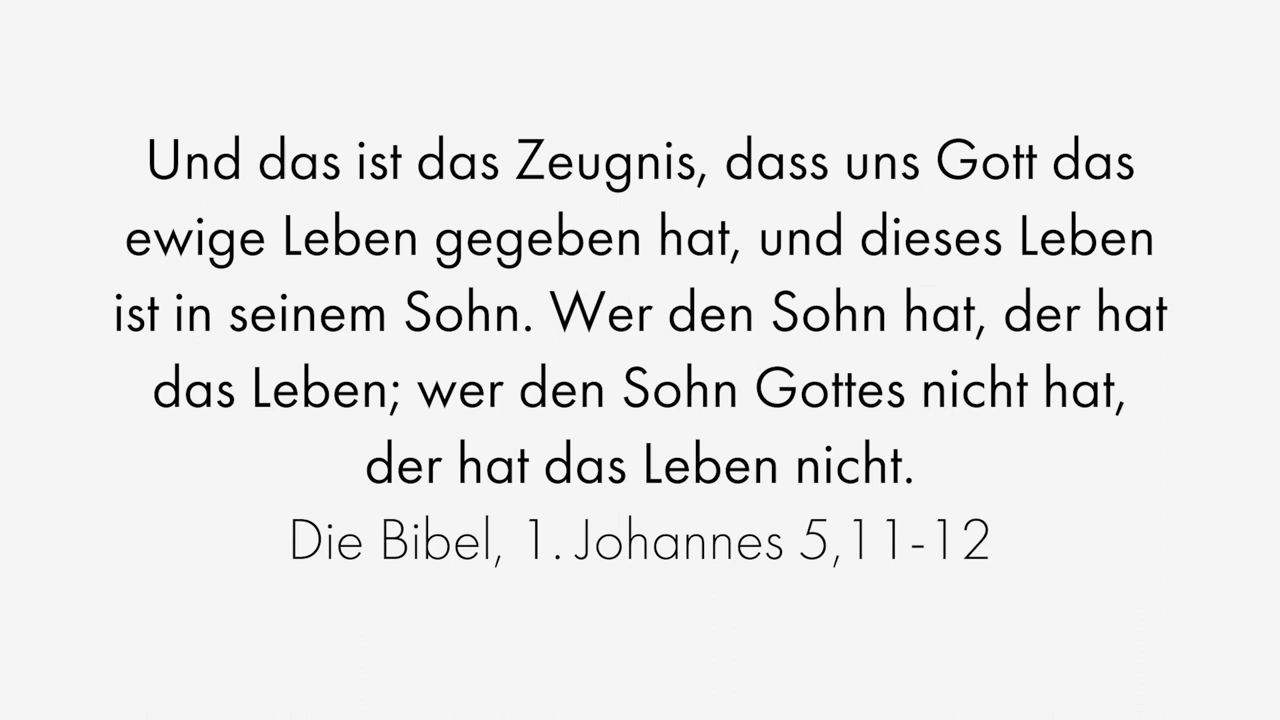 Und das ist das Zeugnis, dass uns Gott das
ewige Leben gegeben hat, und dieses Leben
ist in seinem Sohn. Wer den Sohn hat, der hat
das Leben; wer den Sohn Gottes nicht hat,
der hat das Leben nicht.
Die Bibel, 1. Johannes 5,11-12